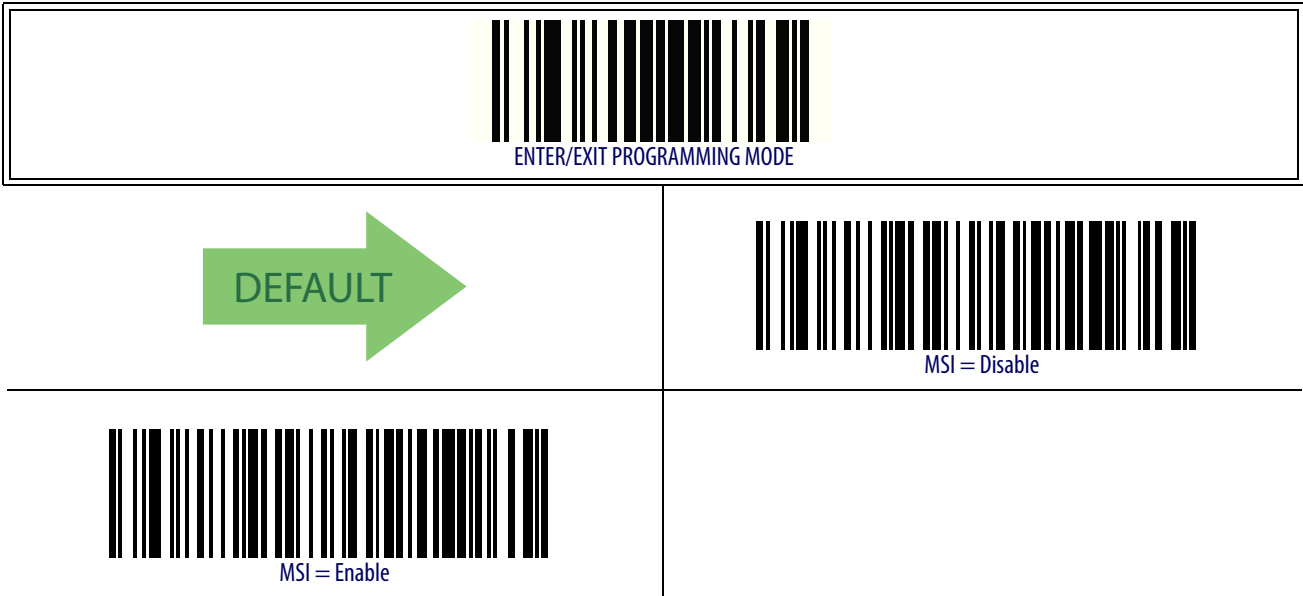 ENTER/EXIT PROGRAMMING MODE
DEFAULT
MSI = Disable
MSI = Enable